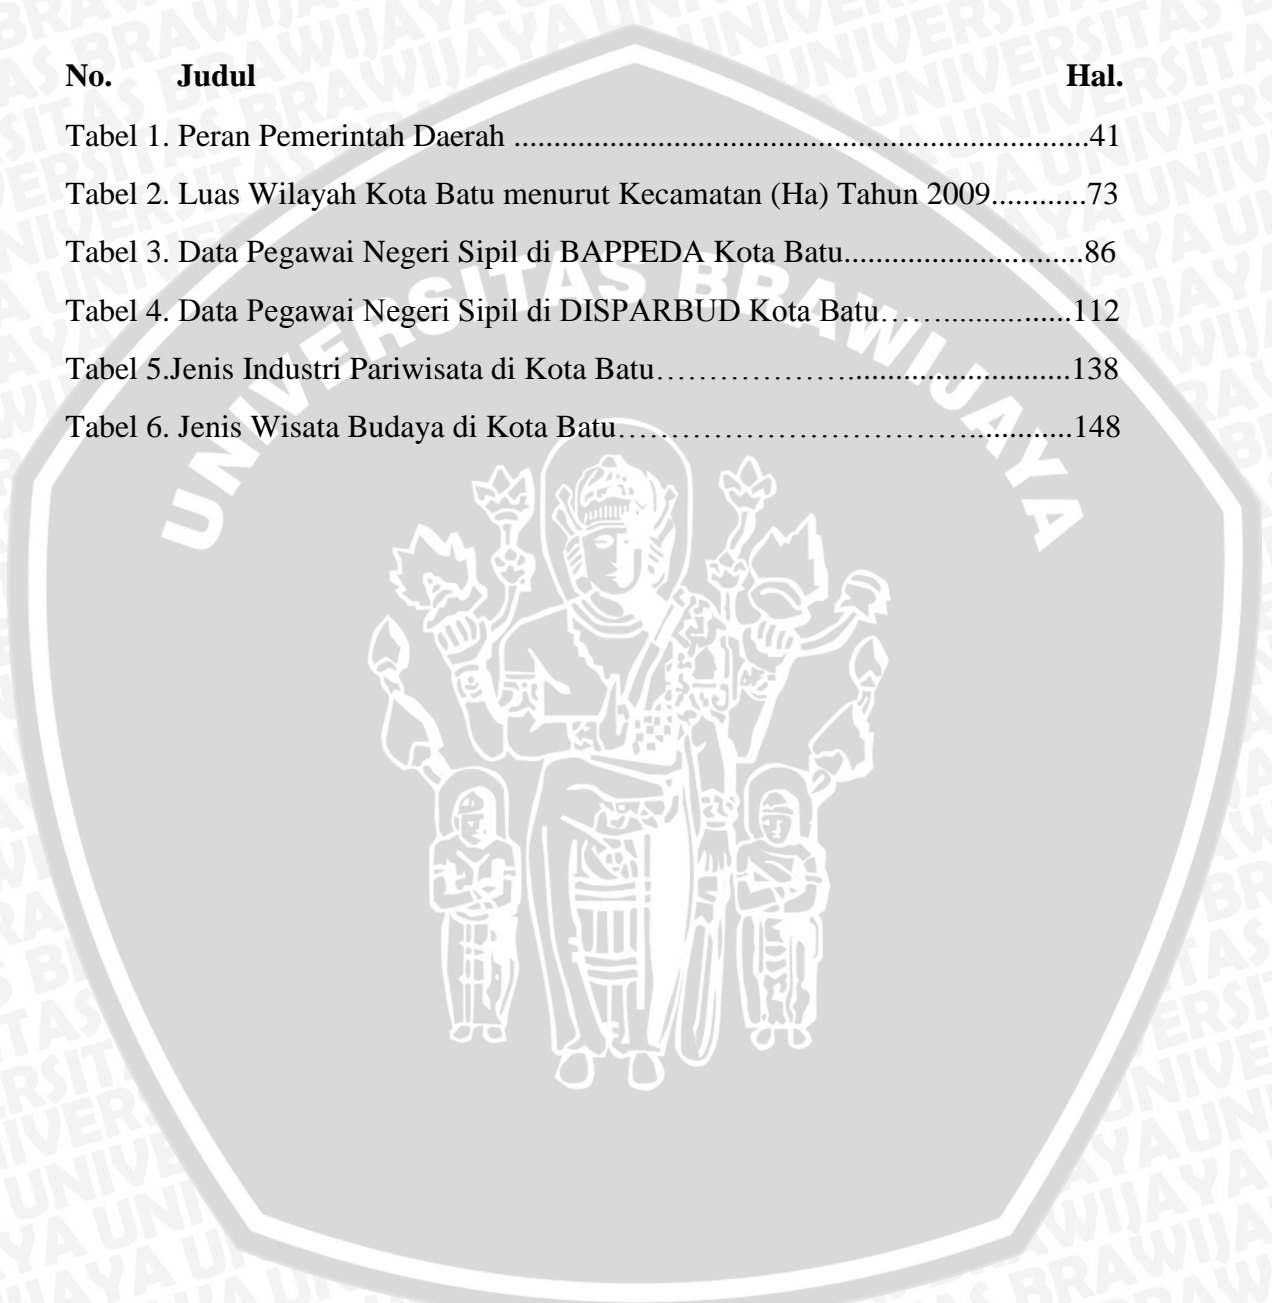 No. Judul Hal.
Tabel 1. Peran Pemerintah Daerah ........................................................................41
Tabel 2. Luas Wilayah Kota Batu menurut Kecamatan (Ha) Tahun 2009............73
Tabel 3. Data Pegawai Negeri Sipil di BAPPEDA Kota Batu..............................86
Tabel 4. Data Pegawai Negeri Sipil di DISPARBUD Kota Batu…….................112
Tabel 5.Jenis Industri Pariwisata di Kota Batu…………………...........................138
Tabel 6. Jenis Wisata Budaya di Kota Batu…………………………………............148
UNIVERSITAS BRAWIJAYA